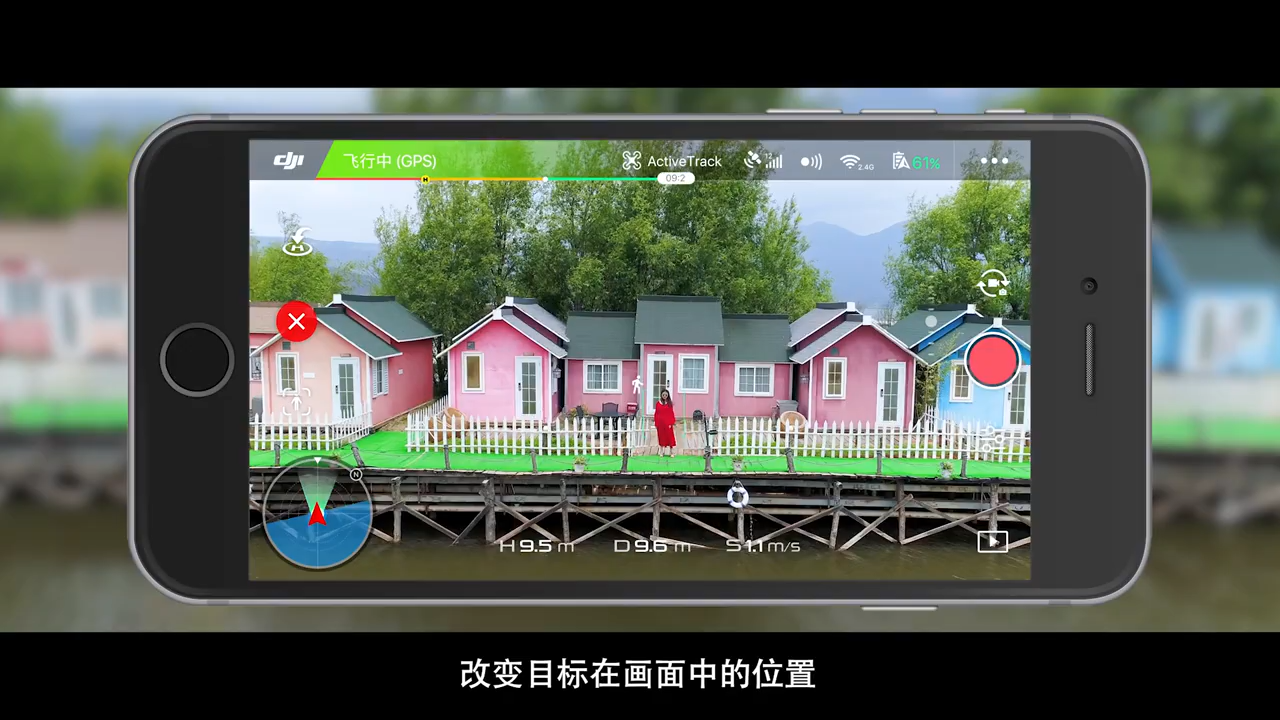 dji 飞行中 (GPS) ActiveTrack 2.4G 61%
H 09:2
N
H 9.5 m D 9.6 m S 1.1 m/s
改变目标在画面中的位置